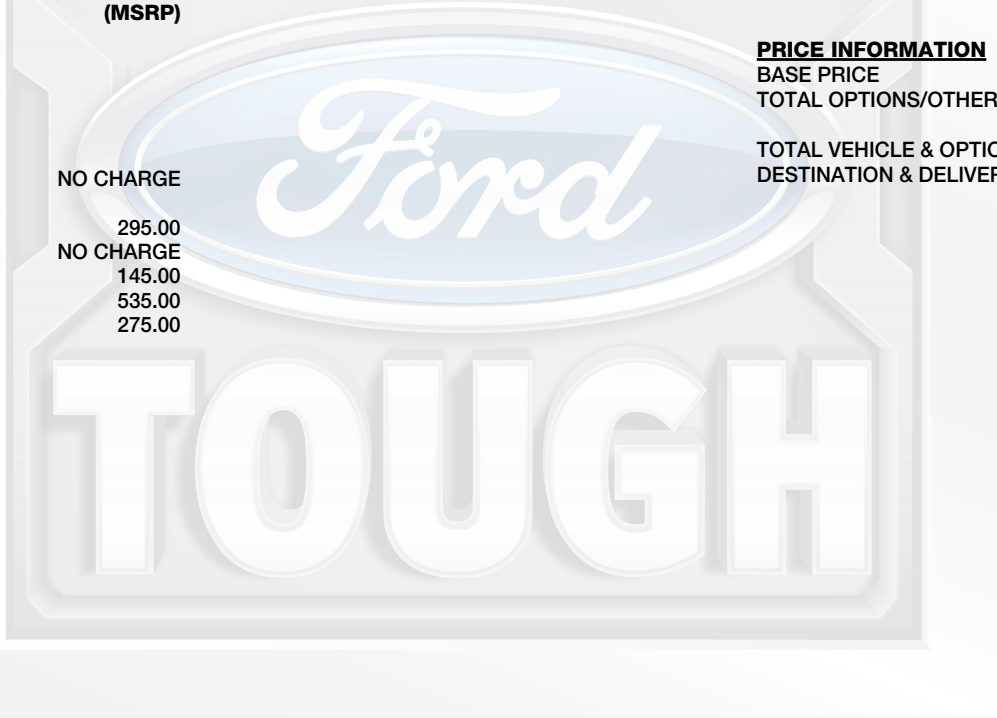 (MSRP)
NO CHARGE
295.00
NO CHARGE
145.00
535.00
275.00
PRICE INFORMATION
BASE PRICE
TOTAL OPTIONS/OTHER
TOTAL VEHICLE & OPTIO
DESTINATION & DELIVER
Ford
TOUGH